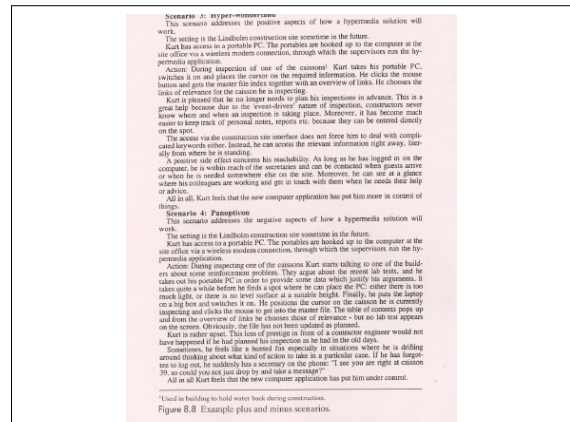 Scenario 3: Hyper-wonderland
This scenario addresses the positive aspects of how a hypermedia solution will
work.
The setting is the Lindholm construction site sometime in the future.
Kurt has access to a portable PC. The portables are hooked up to the computer at the
site office via a wireless modem connection, through which the supervisors run the hy-
permedia application.
Action: During inspection of one of the caissons¹ Kurt takes his portable PC,
switches it on and places the cursor on the required information. He clicks the mouse
button and gets the master file index together with an overview of links. He chooses the
links of relevance for the caisson he is inspecting.
Kurt is pleased that he no longer needs to plan his inspections in advance. This is a
great help because due to the 'event-driven' nature of inspection, constructors never
know where and when an inspection is taking place. Moreover, it has become much
easier to keep track of personal notes, reports etc. because they can be entered directly
on the spot.
The access via the construction site interface does not force him to deal with compli-
cated keywords either. Instead, he can access the relevant information right away, liter-
ally from where he is standing.
A positive side effect concerns his reachability. As long as he has logged in on the
computer, he is within reach of the secretaries and can be contacted when guests arrive
or when he is needed somewhere else on the site. Moreover, he can see at a glance
where his colleagues are working and get in touch with them when he needs their help
or advice.
All in all, Kurt feels that the new computer application has put him more in control of
things.
Scenario 4: Panopticon
This scenario addresses the negative aspects of how a hypermedia solution will
work.
The setting is the Lindholm construction site sometime in the future.
Kurt has access to a portable PC. The portables are hooked up to the computer at the
site office via a wireless modem connection, through which the supervisors run the hy-
permedia application.
Action: During inspecting one of the caissons Kurt starts talking to one of the build-
ers about some reinforcement problem. They argue about the recent lab tests, and he
takes out his portable PC in order to provide some data which justify his arguments. It
takes quite a while before he finds a spot where he can place the PC: either there is too
much light, or there is no level surface at a suitable height. Finally, he puts the laptop
on a big box and switches it on. He positions the cursor on the caisson he is currently
inspecting and clicks the mouse to get into the master file. The table of contents pops up
and from the overview of links he chooses those of relevance – but no lab test appears
on the screen. Obviously, the file has not been updated as planned.
Kurt is rather upset. This loss of prestige in front of a contractor engineer would not
have happened if he had planned his inspection as he had in the old days.
Sometimes, he feels like a hunted fox especially in situations where he is drifting
around thinking about what kind of action to take in a particular case. If he has forgot-
ten to log out, he suddenly has a secretary on the phone: "I see you are right at caisson
39, so could you not just drop by and take a message?"
All in all Kurt feels that the new computer application has put him under control.
¹Used in building to hold water back during construction.
Figure 8.8 Example plus and minus scenarios.